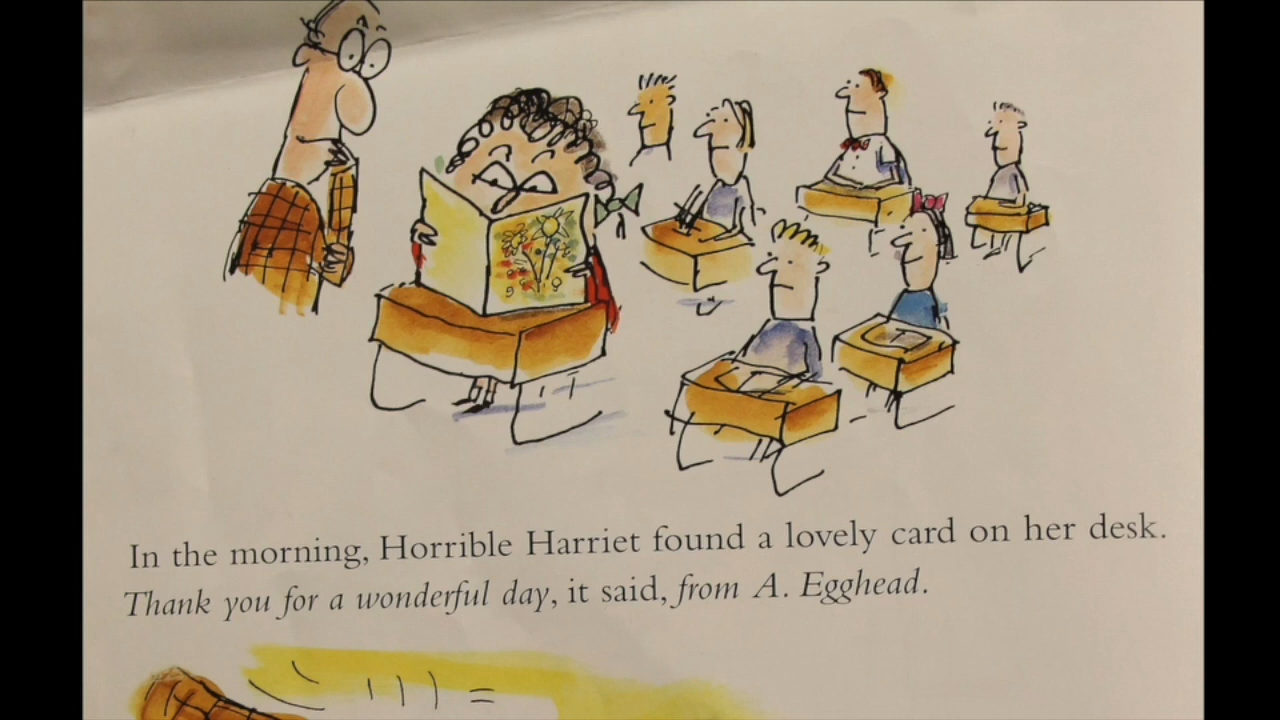 In the morning, Horrible Harriet found a lovely card on her desk.
Thank you for a wonderful day, it said, from A. Egghead.